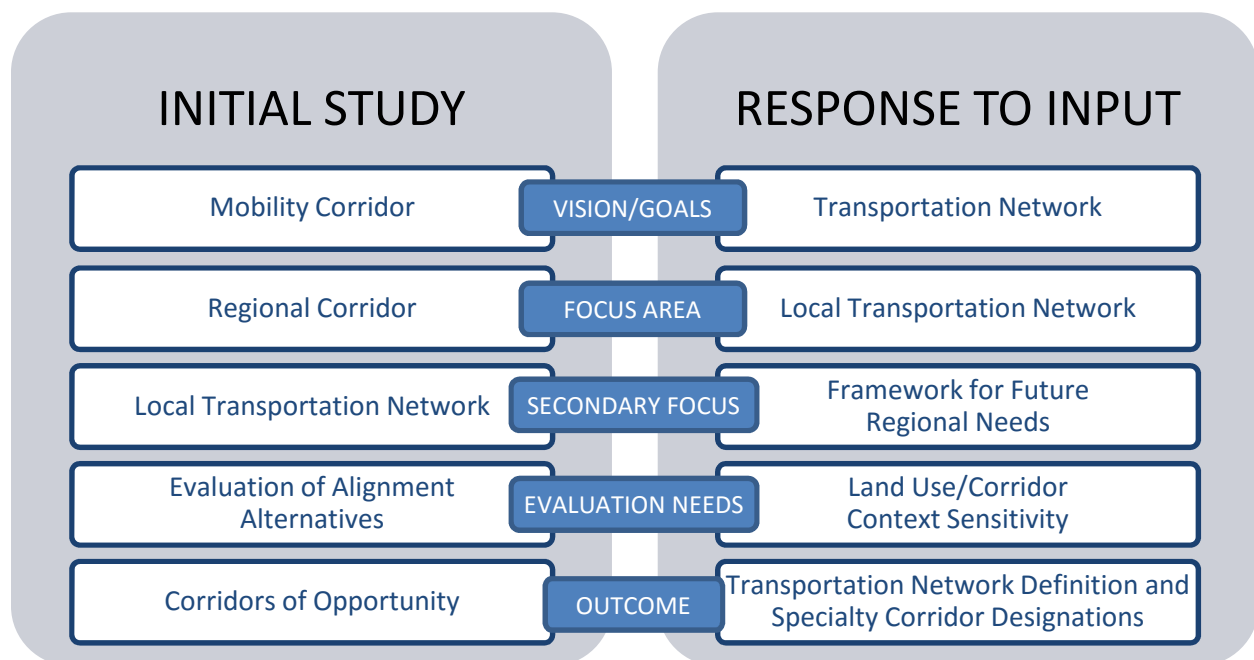 INITIAL STUDY
RESPONSE TO INPUT
Mobility Corridor
VISION/GOALS
Transportation Network
Regional Corridor
FOCUS AREA
Local Transportation Network
Local Transportation Network
SECONDARY FOCUS
Framework for Future
Regional Needs
Evaluation of Alignment
Alternatives
EVALUATION NEEDS
Land Use/Corridor
Context Sensitivity
Corridors of Opportunity
OUTCOME
Transportation Network Definition and
Specialty Corridor Designations